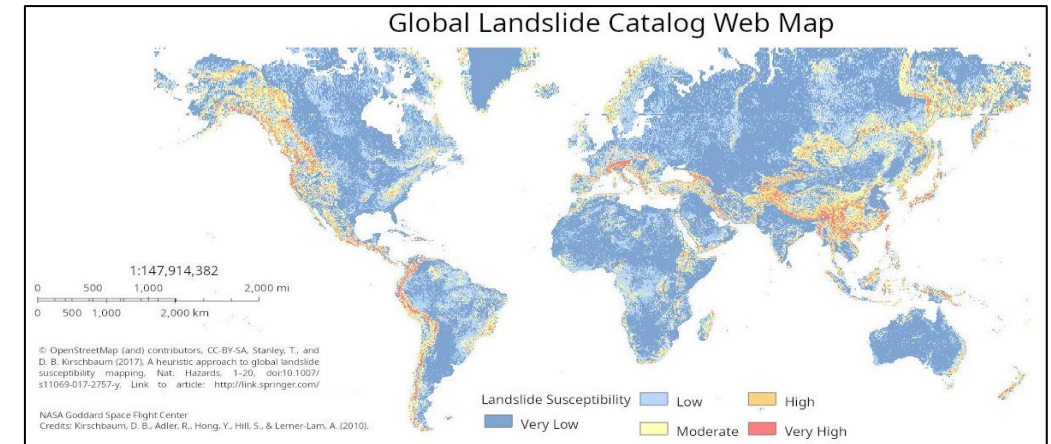 Global Landslide Catalog Web Map
1:147,914,382
0 500 1,000 2,000 mi
0 500 1,000 2,000 km
© OpenStreetMap (and) contributors, CC-BY-SA, Stanley, T., and
D. B. Kirschbaum (2017), A heuristic approach to global landslide
susceptibility mapping, Nat. Hazards, 1–20, doi:10.1007/
s11069-017-2757-y. Link to article: http://link.springer.com/
NASA Goddard Space Flight Center
Credits: Kirschbaum, D. B., Adler, R., Hong, Y., Hill, S., & Lerner-Lam, A. (2010).
Landslide Susceptibility
Very Low
Low
Moderate
High
Very High